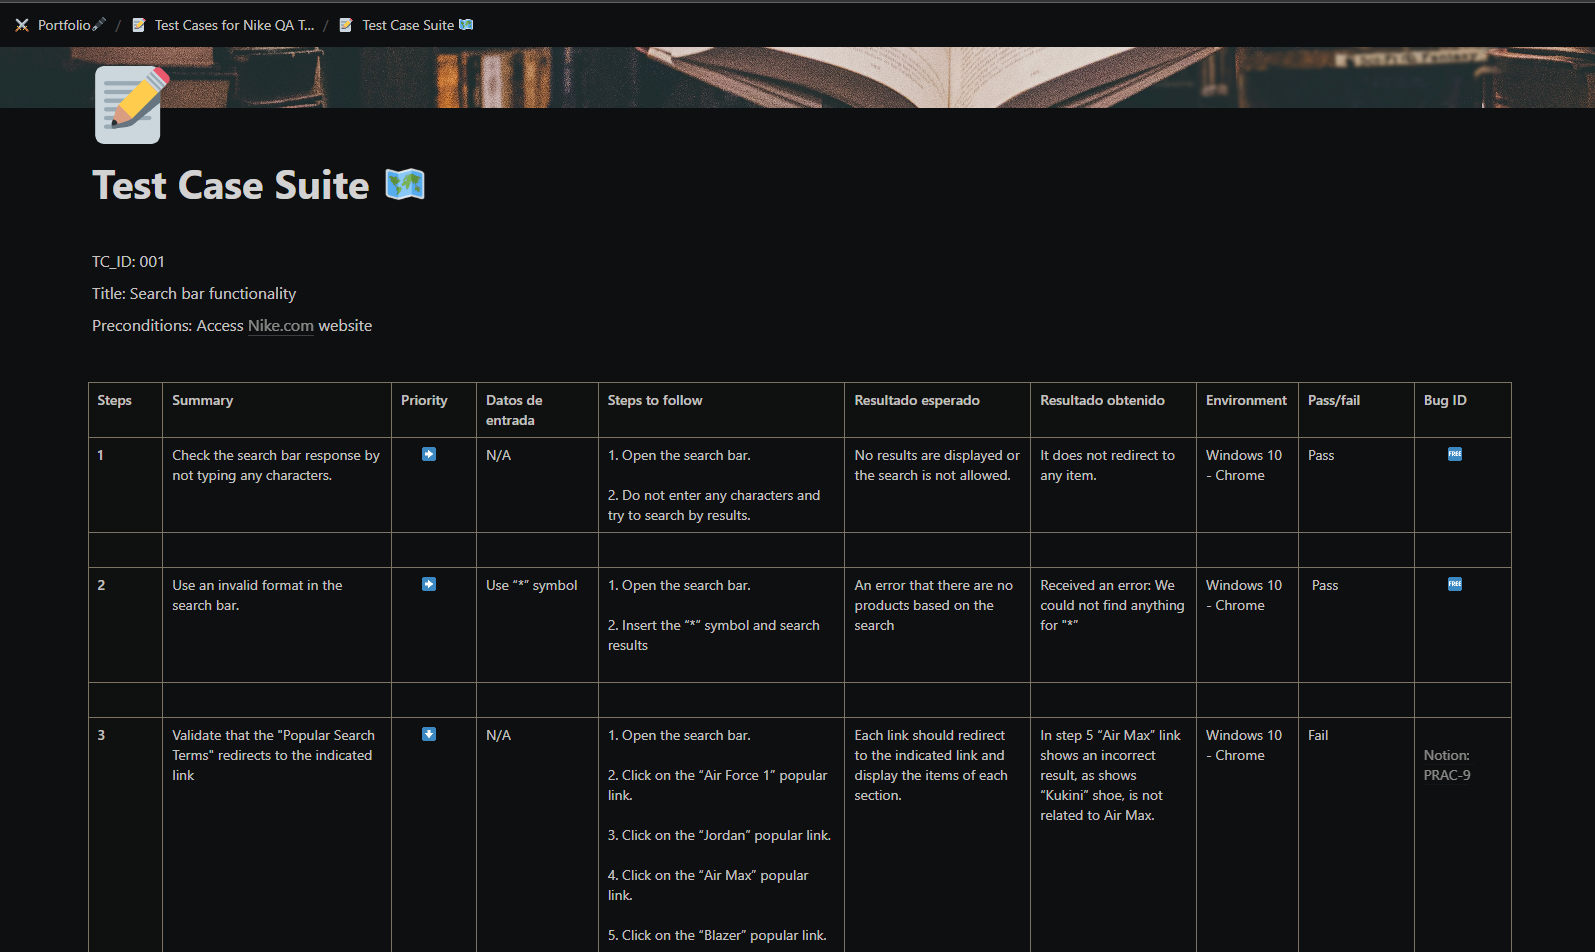 Portfolio / Test Cases for Nike QA T... / Test Case Suite
Test Case Suite
TC_ID: 001
Title: Search bar functionality
Preconditions: Access Nike.com website
Steps
Summary
Priority
Datos de
entrada
Steps to follow
Resultado esperado
Resultado obtenido
Environment
Pass/fail
Bug ID
1
Check the search bar response by
not typing any characters.
N/A
1. Open the search bar.
2. Do not enter any characters and
try to search by results.
No results are displayed or
the search is not allowed.
It does not redirect to
any item.
Windows 10
- Chrome
Pass
FREE
2
Use an invalid format in the
search bar.
Use “*” symbol
1. Open the search bar.
2. Insert the “*” symbol and search
results
An error that there are no
products based on the
search
Received an error: We
could not find anything
for "*”
Windows 10
- Chrome
Pass
FREE
3
Validate that the "Popular Search
Terms" redirects to the indicated
link
N/A
1. Open the search bar.
2. Click on the “Air Force 1” popular
link.
3. Click on the “Jordan” popular link.
4. Click on the “Air Max” popular
link.
5. Click on the “Blazer” popular link.
Each link should redirect
to the indicated link and
display the items of each
section.
In step 5 “Air Max” link
shows an incorrect
result, as shows
“Kukini” shoe, is not
related to Air Max.
Windows 10
- Chrome
Fail
Notion:
PRAC-9